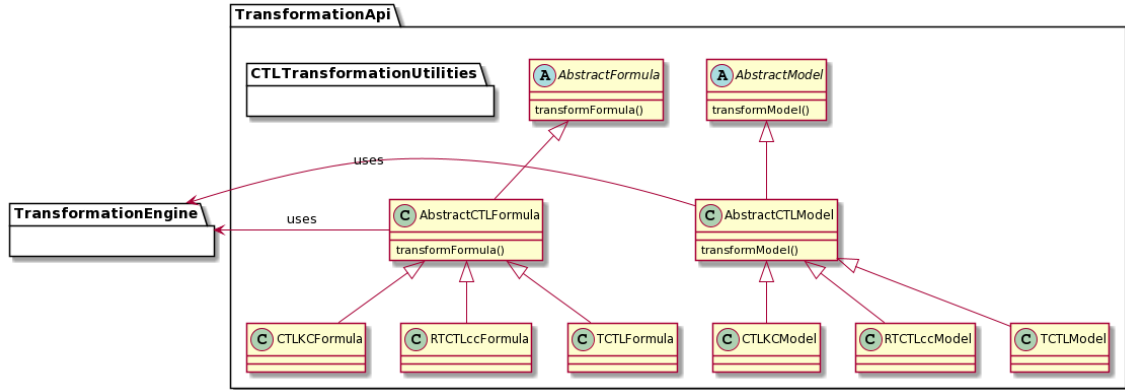 TransformationApi
CTLTransformationUtilities
A AbstractFormula
transformFormula()
A AbstractModel
transformModel()
uses
TransformationEngine
uses
C AbstractCTLFormula
transformFormula()
C AbstractCTLModel
transformModel()
C CTLKCFormula
C RTCTLccFormula
C TCTLFormula
C CTLKCModel
C RTCTLccModel
C TCTLModel